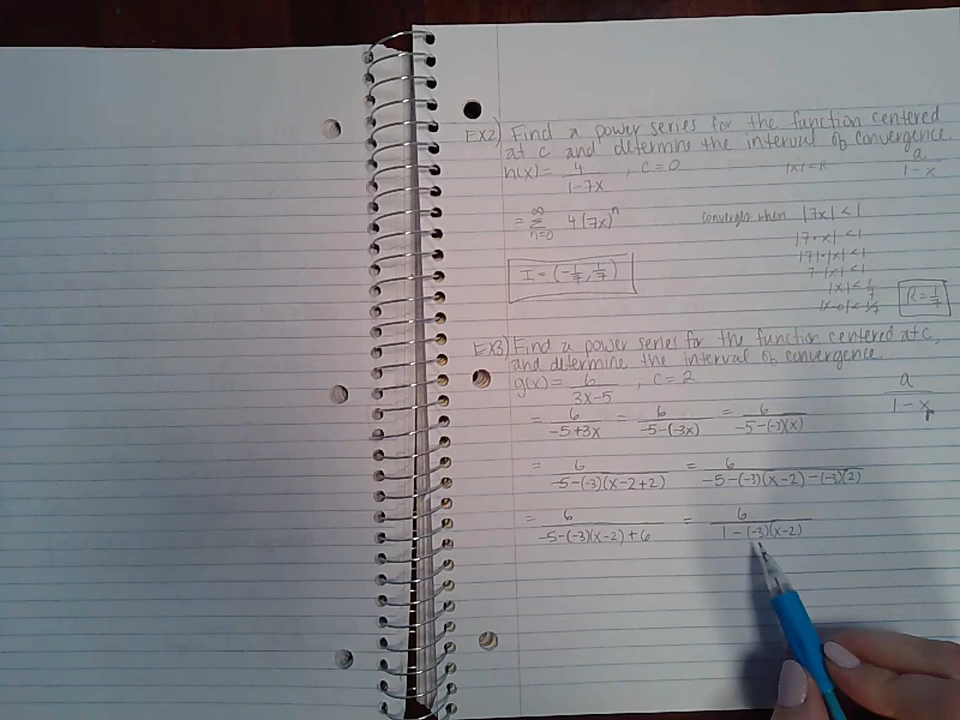 EX2) Find a power series for the function centered
at c and determine the interval of convergence.
h(x) = 4/(1-7x) , c=0 |x|<R a/(1-x)
= ∑_{n=0}^{∞} 4(7x)^n converges when |7x| < 1
|7·x| < 1
|7|·|x| < 1
7·|x| < 1
I = (-1/7, 1/7) |x| < 1/7
|x-0| < 1/7 R = 1/7
EX3) Find a power series for the function centered at c,
and determine the interval of convergence.
g(x) = 6/(3x-5) , c=2 a/(1-r)
= 6/(-5+3x) = 6/(-5-(-3x)) = 6/(-5-(-3)(x))
= 6/(-5-(-3)(x-2+2)) = 6/(-5-(-3)(x-2)-(-3)(2))
= 6/(-5-(-3)(x-2)+6) = 6/(1-(-3)(x-2))